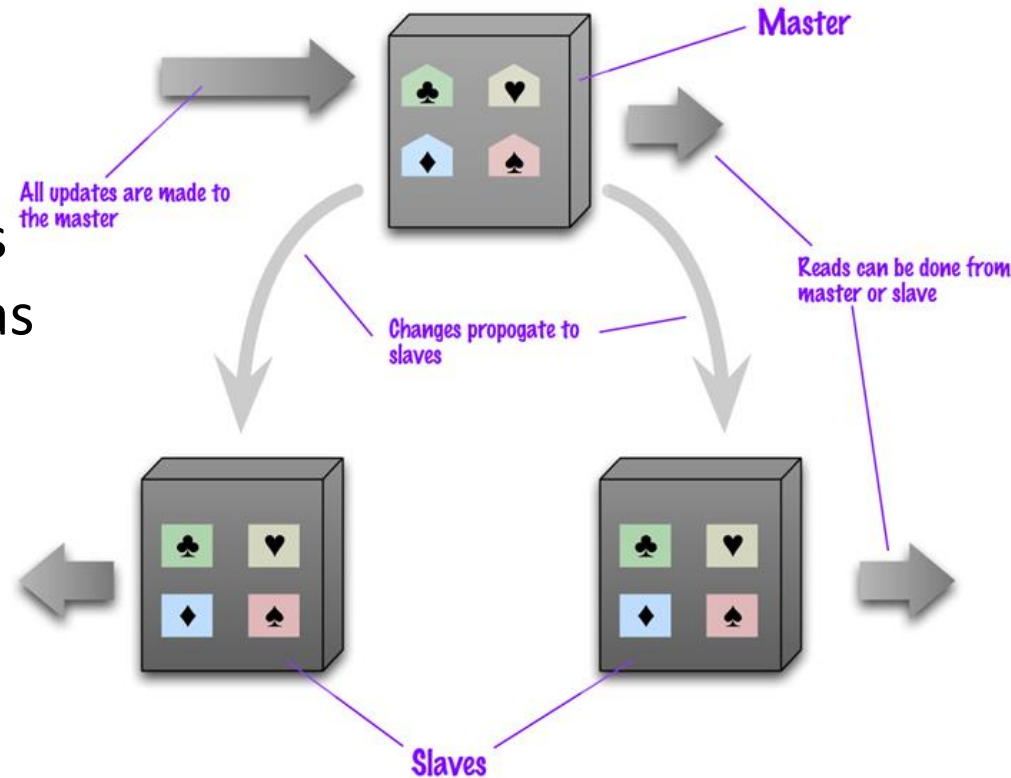 Master
All updates are made to
the master
s
as
Reads can be done from
master or slave
Changes propogate to
slaves
Slaves